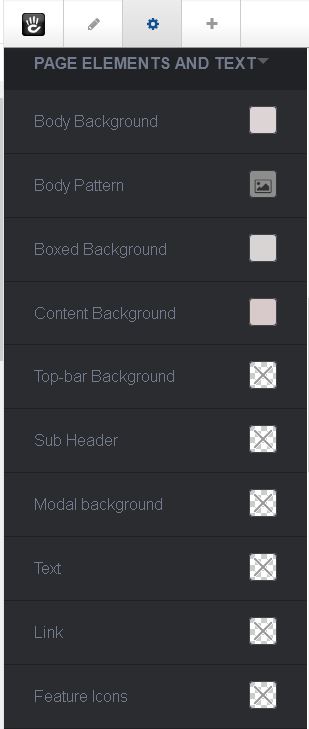 PAGE ELEMENTS AND TEXT
Body Background
Body Pattern
Boxed Background
Content Background
Top-bar Background
Sub Header
Modal background
Text
Link
Feature Icons